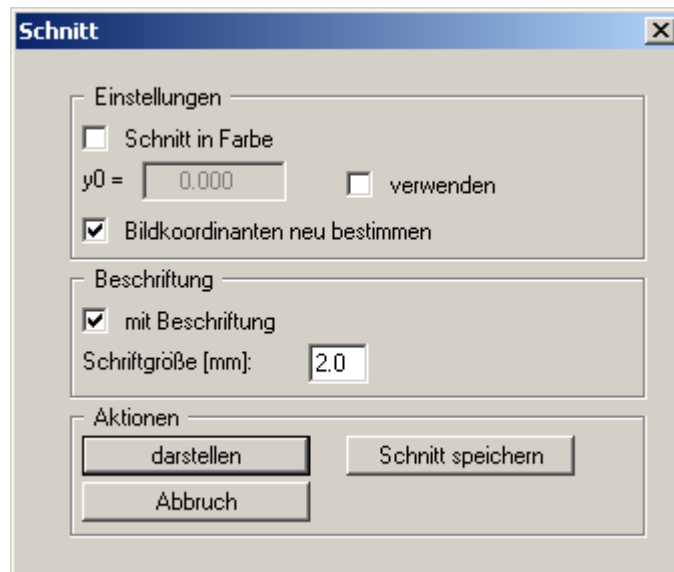 Schnitt
Einstellungen
Schnitt in Farbe
y0 = 0.000 verwenden
Bildkoordinanten neu bestimmen
Beschriftung
mit Beschriftung
Schriftgröße [mm]: 2.0
Aktionen
darstellen Schnitt speichern
Abbruch